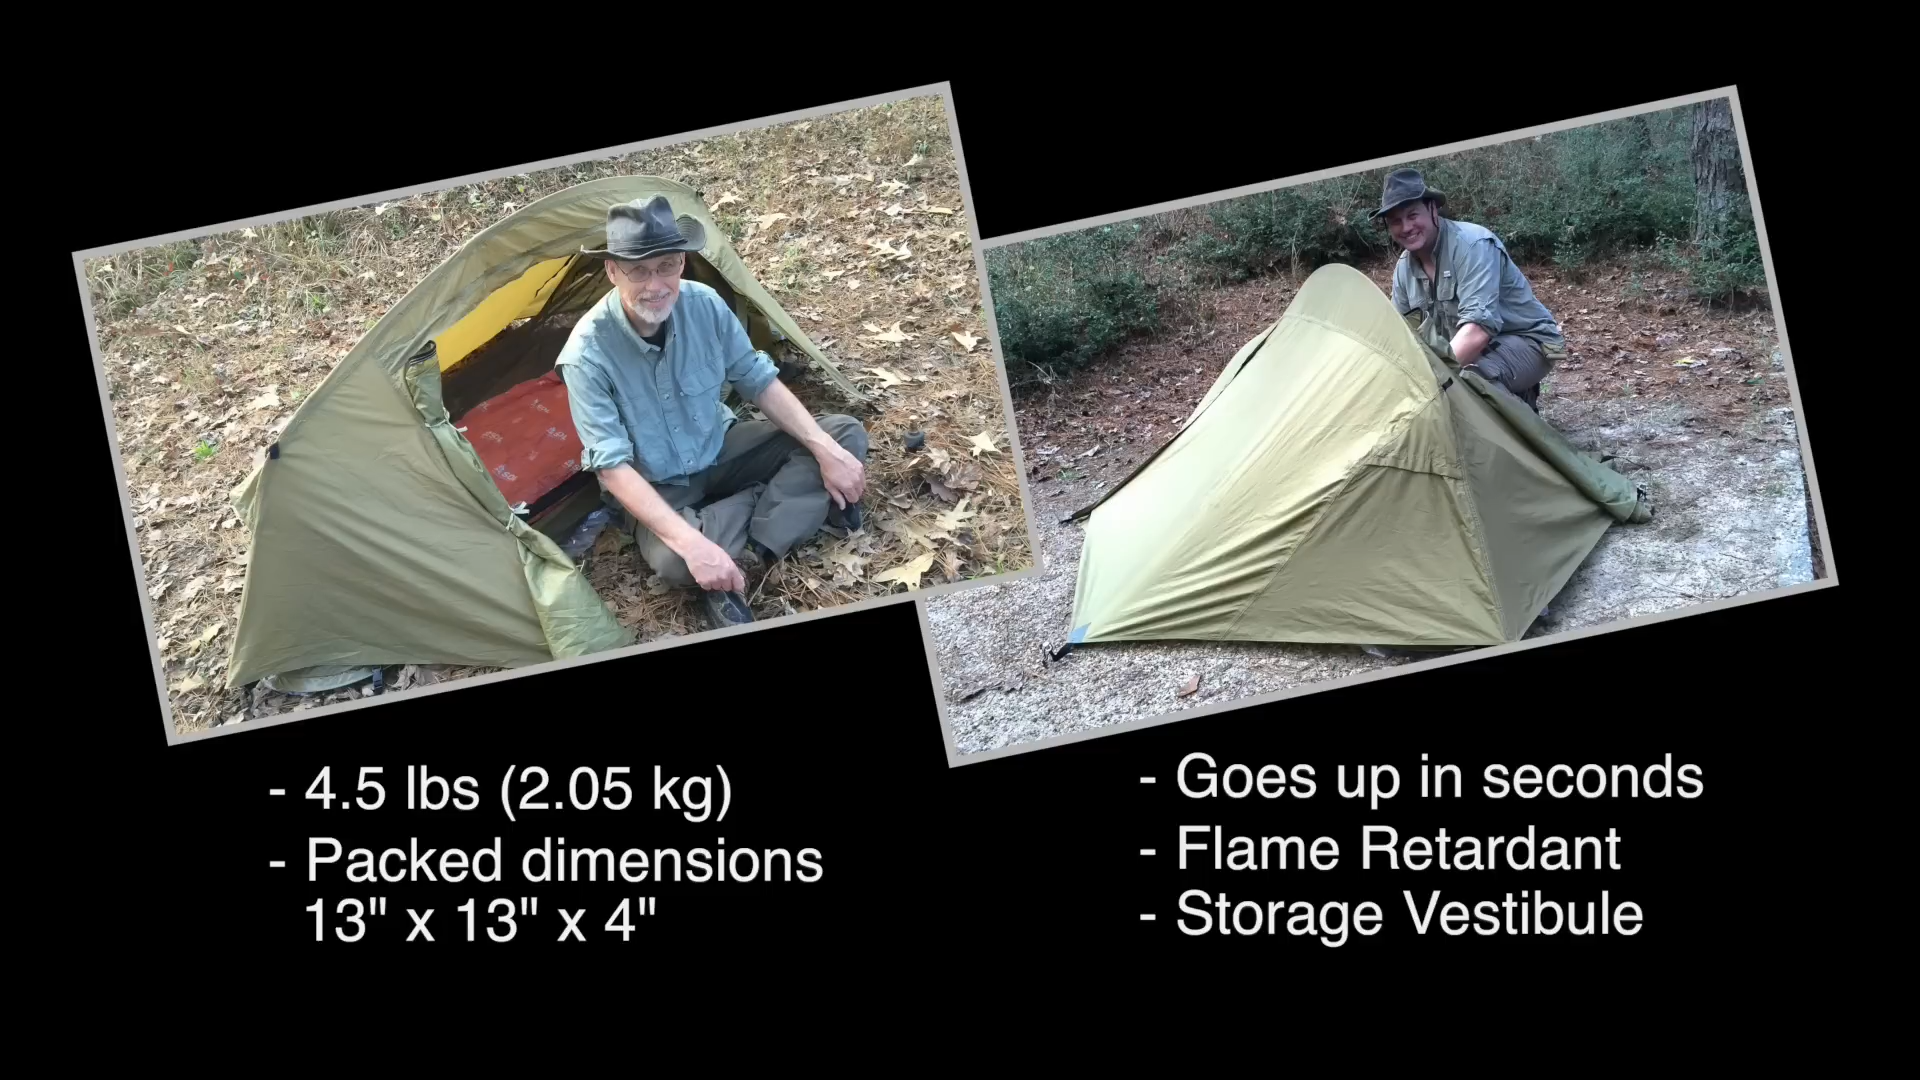 - 4.5 lbs (2.05 kg)
- Packed dimensions
13" x 13" x 4"
- Goes up in seconds
- Flame Retardant
- Storage Vestibule